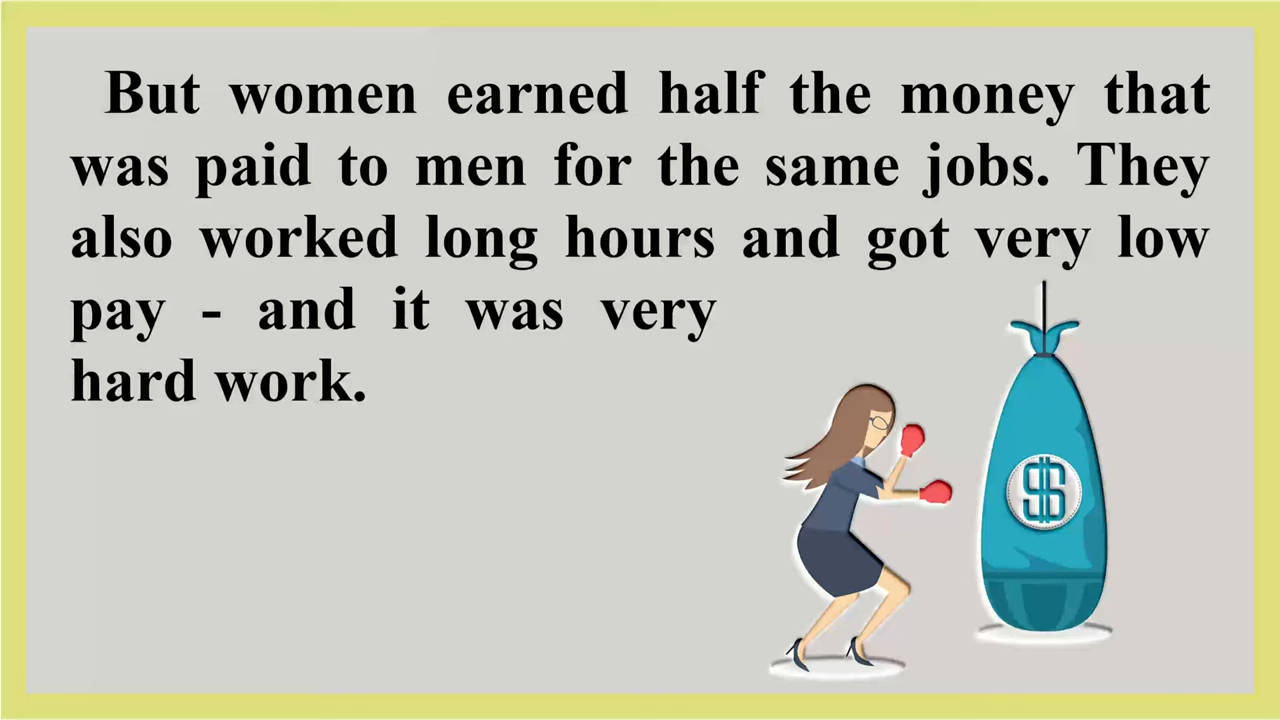 But women earned half the money that
was paid to men for the same jobs. They
also worked long hours and got very low
pay - and it was very
hard work.
$